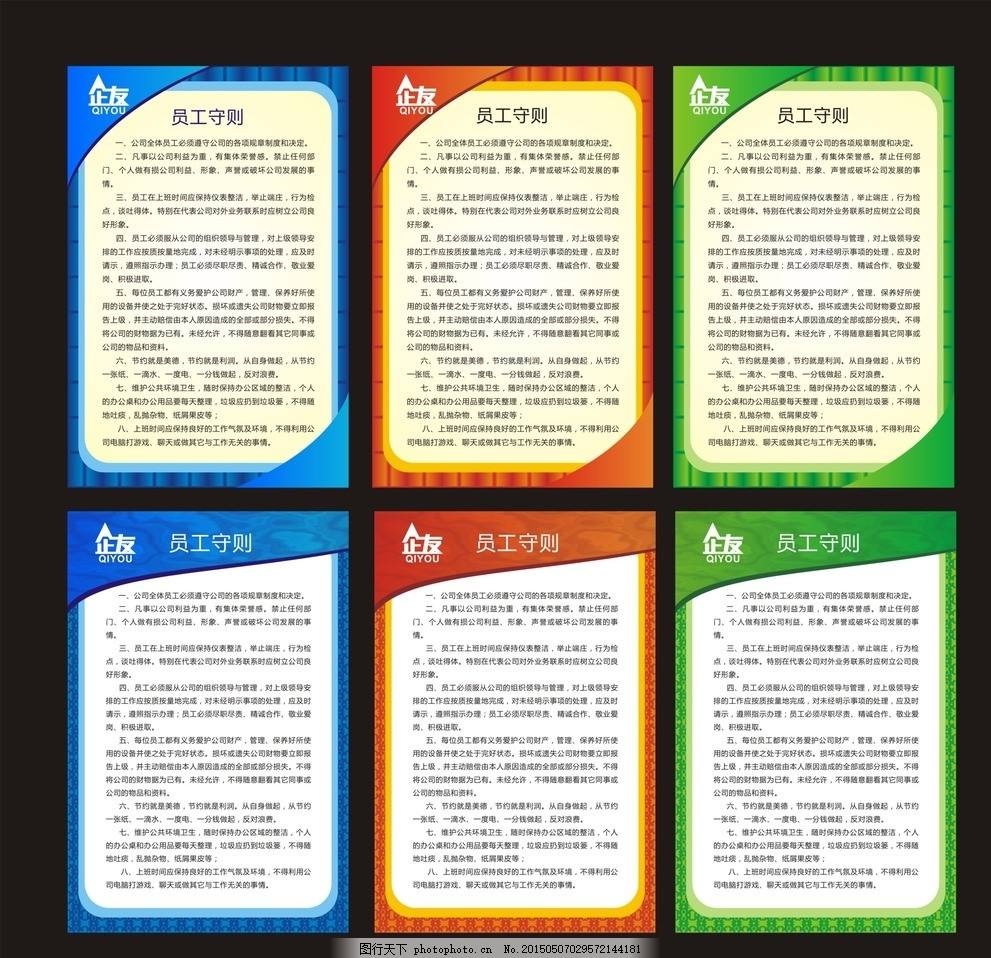 企友
QIYOU
员工守则
一、公司全体员工必须遵守公司的各项规章制度和决定。
二、凡事以公司利益为重，有集体荣誉感。禁止任何部
门、个人做有损公司利益、形象、声誉或破坏公司发展的事
情。
三、员工在上班时间应保持仪表整洁，举止端庄，行为检
点，谈吐得体。特别在代表公司对外业务联系时应树立公司良
好形象。
四、员工必须服从公司的组织领导与管理，对上级领导安
排的工作应按质按量地完成，对未经明示事项的处理，应及时
请示，遵照指示办理；员工必须尽职尽责、精诚合作、敬业爱
岗、积极进取。
五、每位员工都有义务爱护公司财产，管理、保养好所使
用的设备并使之处于完好状态。损坏或遗失公司财物要立即报
告上级，并主动赔偿由本人原因造成的全部或部分损失。不得
将公司的财物据为已有。未经允许，不得随意翻看其它同事或
公司的物品和资料。
六、节约就是美德，节约就是利润。从自身做起，从节约
一张纸、一滴水、一度电、一分钱做起，反对浪费。
七、维护公共环境卫生，随时保持办公区域的整洁，个人
的办公桌和办公用品要每天整理，垃圾应扔到垃圾篓，不得随
地吐痰，乱抛杂物、纸屑果皮等；
八、上班时间应保持良好的工作气氛及环境，不得利用公
司电脑打游戏、聊天或做其它与工作无关的事情。
企友
QIYOU
员工守则
一、公司全体员工必须遵守公司的各项规章制度和决定。
二、凡事以公司利益为重，有集体荣誉感。禁止任何部
门、个人做有损公司利益、形象、声誉或破坏公司发展的事
情。
三、员工在上班时间应保持仪表整洁，举止端庄，行为检
点，谈吐得体。特别在代表公司对外业务联系时应树立公司良
好形象。
四、员工必须服从公司的组织领导与管理，对上级领导安
排的工作应按质按量地完成，对未经明示事项的处理，应及时
请示，遵照指示办理；员工必须尽职尽责、精诚合作、敬业爱
岗、积极进取。
五、每位员工都有义务爱护公司财产，管理、保养好所使
用的设备并使之处于完好状态。损坏或遗失公司财物要立即报
告上级，并主动赔偿由本人原因造成的全部或部分损失。不得
将公司的财物据为已有。未经允许，不得随意翻看其它同事或
公司的物品和资料。
六、节约就是美德，节约就是利润。从自身做起，从节约
一张纸、一滴水、一度电、一分钱做起，反对浪费。
七、维护公共环境卫生，随时保持办公区域的整洁，个人
的办公桌和办公用品要每天整理，垃圾应扔到垃圾篓，不得随
地吐痰，乱抛杂物、纸屑果皮等；
八、上班时间应保持良好的工作气氛及环境，不得利用公
司电脑打游戏、聊天或做其它与工作无关的事情。
企友
QIYOU
员工守则
一、公司全体员工必须遵守公司的各项规章制度和决定。
二、凡事以公司利益为重，有集体荣誉感。禁止任何部
门、个人做有损公司利益、形象、声誉或破坏公司发展的事
情。
三、员工在上班时间应保持仪表整洁，举止端庄，行为检
点，谈吐得体。特别在代表公司对外业务联系时应树立公司良
好形象。
四、员工必须服从公司的组织领导与管理，对上级领导安
排的工作应按质按量地完成，对未经明示事项的处理，应及时
请示，遵照指示办理；员工必须尽职尽责、精诚合作、敬业爱
岗、积极进取。
五、每位员工都有义务爱护公司财产，管理、保养好所使
用的设备并使之处于完好状态。损坏或遗失公司财物要立即报
告上级，并主动赔偿由本人原因造成的全部或部分损失。不得
将公司的财物据为已有。未经允许，不得随意翻看其它同事或
公司的物品和资料。
六、节约就是美德，节约就是利润。从自身做起，从节约
一张纸、一滴水、一度电、一分钱做起，反对浪费。
七、维护公共环境卫生，随时保持办公区域的整洁，个人
的办公桌和办公用品要每天整理，垃圾应扔到垃圾篓，不得随
地吐痰，乱抛杂物、纸屑果皮等；
八、上班时间应保持良好的工作气氛及环境，不得利用公
司电脑打游戏、聊天或做其它与工作无关的事情。
企友
QIYOU
员工守则
一、公司全体员工必须遵守公司的各项规章制度和决定。
二、凡事以公司利益为重，有集体荣誉感。禁止任何部
门、个人做有损公司利益、形象、声誉或破坏公司发展的事
情。
三、员工在上班时间应保持仪表整洁，举止端庄，行为检
点，谈吐得体。特别在代表公司对外业务联系时应树立公司良
好形象。
四、员工必须服从公司的组织领导与管理，对上级领导安
排的工作应按质按量地完成，对未经明示事项的处理，应及时
请示，遵照指示办理；员工必须尽职尽责、精诚合作、敬业爱
岗、积极进取。
五、每位员工都有义务爱护公司财产，管理、保养好所使
用的设备并使之处于完好状态。损坏或遗失公司财物要立即报
告上级，并主动赔偿由本人原因造成的全部或部分损失。不得
将公司的财物据为已有。未经允许，不得随意翻看其它同事或
公司的物品和资料。
六、节约就是美德，节约就是利润。从自身做起，从节约
一张纸、一滴水、一度电、一分钱做起，反对浪费。
七、维护公共环境卫生，随时保持办公区域的整洁，个人
的办公桌和办公用品要每天整理，垃圾应扔到垃圾篓，不得随
地吐痰，乱抛杂物、纸屑果皮等；
八、上班时间应保持良好的工作气氛及环境，不得利用公
司电脑打游戏、聊天或做其它与工作无关的事情。
企友
QIYOU
员工守则
一、公司全体员工必须遵守公司的各项规章制度和决定。
二、凡事以公司利益为重，有集体荣誉感。禁止任何部
门、个人做有损公司利益、形象、声誉或破坏公司发展的事
情。
三、员工在上班时间应保持仪表整洁，举止端庄，行为检
点，谈吐得体。特别在代表公司对外业务联系时应树立公司良
好形象。
四、员工必须服从公司的组织领导与管理，对上级领导安
排的工作应按质按量地完成，对未经明示事项的处理，应及时
请示，遵照指示办理；员工必须尽职尽责、精诚合作、敬业爱
岗、积极进取。
五、每位员工都有义务爱护公司财产，管理、保养好所使
用的设备并使之处于完好状态。损坏或遗失公司财物要立即报
告上级，并主动赔偿由本人原因造成的全部或部分损失。不得
将公司的财物据为已有。未经允许，不得随意翻看其它同事或
公司的物品和资料。
六、节约就是美德，节约就是利润。从自身做起，从节约
一张纸、一滴水、一度电、一分钱做起，反对浪费。
七、维护公共环境卫生，随时保持办公区域的整洁，个人
的办公桌和办公用品要每天整理，垃圾应扔到垃圾篓，不得随
地吐痰，乱抛杂物、纸屑果皮等；
八、上班时间应保持良好的工作气氛及环境，不得利用公
司电脑打游戏、聊天或做其它与工作无关的事情。
企友
QIYOU
员工守则
一、公司全体员工必须遵守公司的各项规章制度和决定。
二、凡事以公司利益为重，有集体荣誉感。禁止任何部
门、个人做有损公司利益、形象、声誉或破坏公司发展的事
情。
三、员工在上班时间应保持仪表整洁，举止端庄，行为检
点，谈吐得体。特别在代表公司对外业务联系时应树立公司良
好形象。
四、员工必须服从公司的组织领导与管理，对上级领导安
排的工作应按质按量地完成，对未经明示事项的处理，应及时
请示，遵照指示办理；员工必须尽职尽责、精诚合作、敬业爱
岗、积极进取。
五、每位员工都有义务爱护公司财产，管理、保养好所使
用的设备并使之处于完好状态。损坏或遗失公司财物要立即报
告上级，并主动赔偿由本人原因造成的全部或部分损失。不得
将公司的财物据为已有。未经允许，不得随意翻看其它同事或
公司的物品和资料。
六、节约就是美德，节约就是利润。从自身做起，从节约
一张纸、一滴水、一度电、一分钱做起，反对浪费。
七、维护公共环境卫生，随时保持办公区域的整洁，个人
的办公桌和办公用品要每天整理，垃圾应扔到垃圾篓，不得随
地吐痰，乱抛杂物、纸屑果皮等；
八、上班时间应保持良好的工作气氛及环境，不得利用公
司电脑打游戏、聊天或做其它与工作无关的事情。
图行天下 photophoto.cn No.20150507029572144181